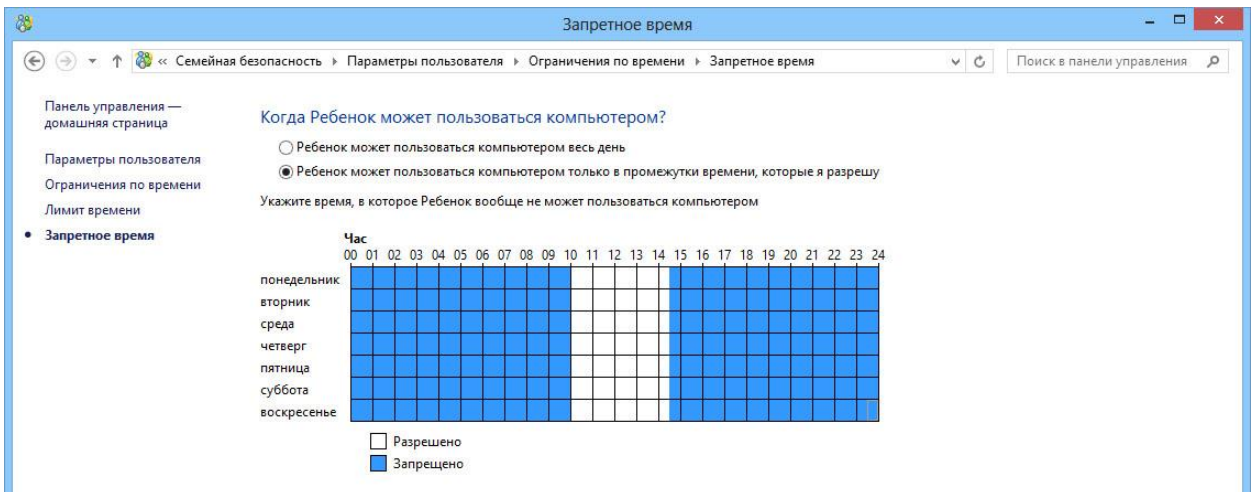 Запретное время
« Семейная безопасность Параметры пользователя Ограничения по времени Запретное время
Поиск в панели управления
Панель управления —
домашняя страница
Параметры пользователя
Ограничения по времени
Лимит времени
Запретное время
Когда Ребенок может пользоваться компьютером?
Ребенок может пользоваться компьютером весь день
Ребенок может пользоваться компьютером только в промежутки времени, которые я разрешу
Укажите время, в которое Ребенок вообще не может пользоваться компьютером
Час
00 01 02 03 04 05 06 07 08 09 10 11 12 13 14 15 16 17 18 19 20 21 22 23 24
понедельник
вторник
среда
четверг
пятница
суббота
воскресенье
Разрешено
Запрещено